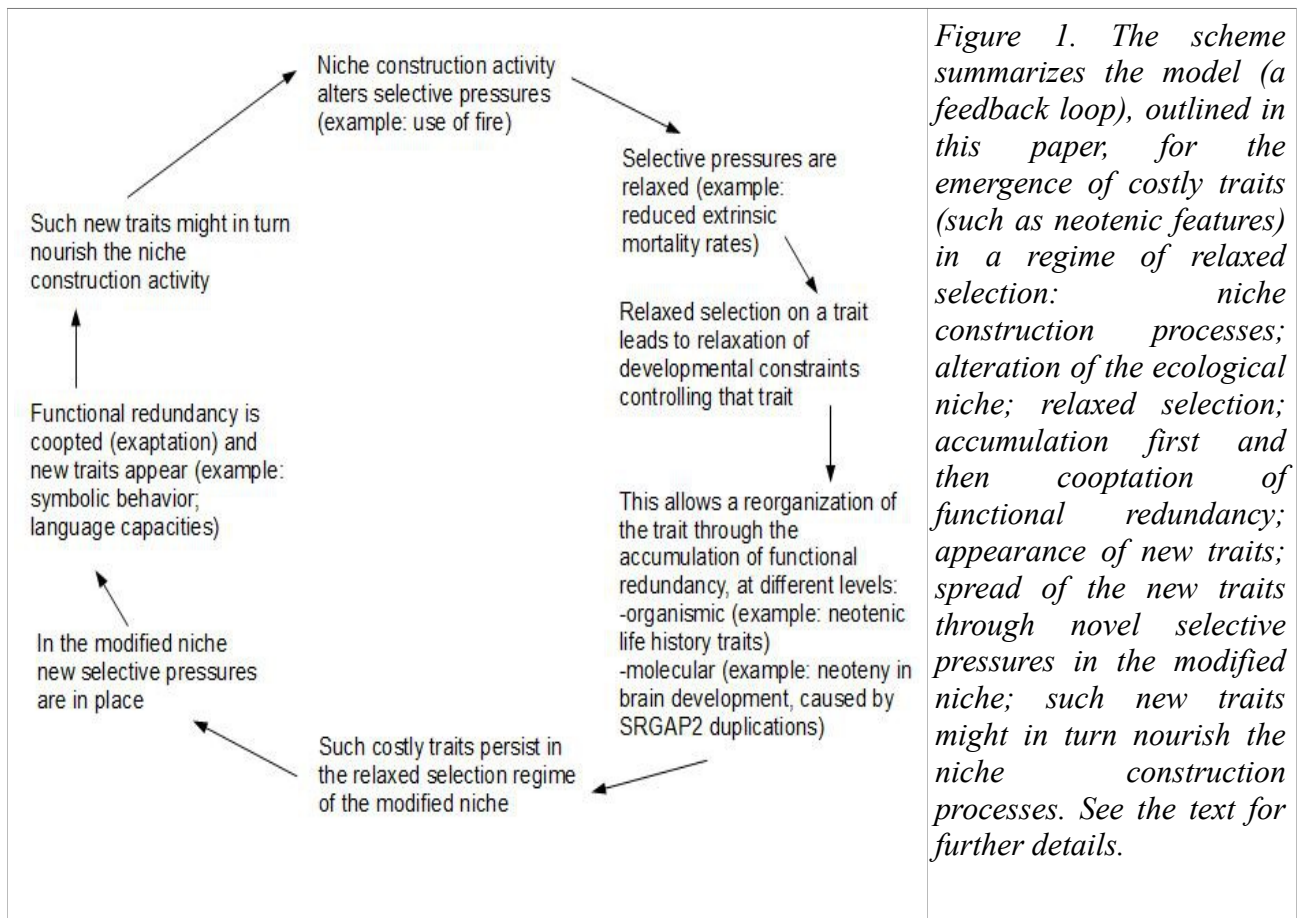 Niche construction activity
alters selective pressures
(example: use of fire)
Selective pressures are
relaxed (example:
reduced extrinsic
mortality rates)
Relaxed selection on a trait
leads to relaxation of
developmental constraints
controlling that trait
This allows a reorganization of
the trait through the
accumulation of functional
redundancy, at different levels:
-organismic (example: neotenic
life history traits)
-molecular (example: neoteny in
brain development, caused by
SRGAP2 duplications)
Such costly traits persist in
the relaxed selection regime
of the modified niche
In the modified niche
new selective pressures
are in place
Functional redundancy is
coopted (exaptation) and
new traits appear (example:
symbolic behavior;
language capacities)
Such new traits might in turn
nourish the niche
construction activity
Figure 1. The scheme
summarizes the model (a
feedback loop), outlined in
this paper, for the
emergence of costly traits
(such as neotenic features)
in a regime of relaxed
selection: niche
construction processes;
alteration of the ecological
niche; relaxed selection;
accumulation first and
then cooptation of
functional redundancy;
appearance of new traits;
spread of the new traits
through novel selective
pressures in the modified
niche; such new traits
might in turn nourish the
niche construction
processes. See the text for
further details.